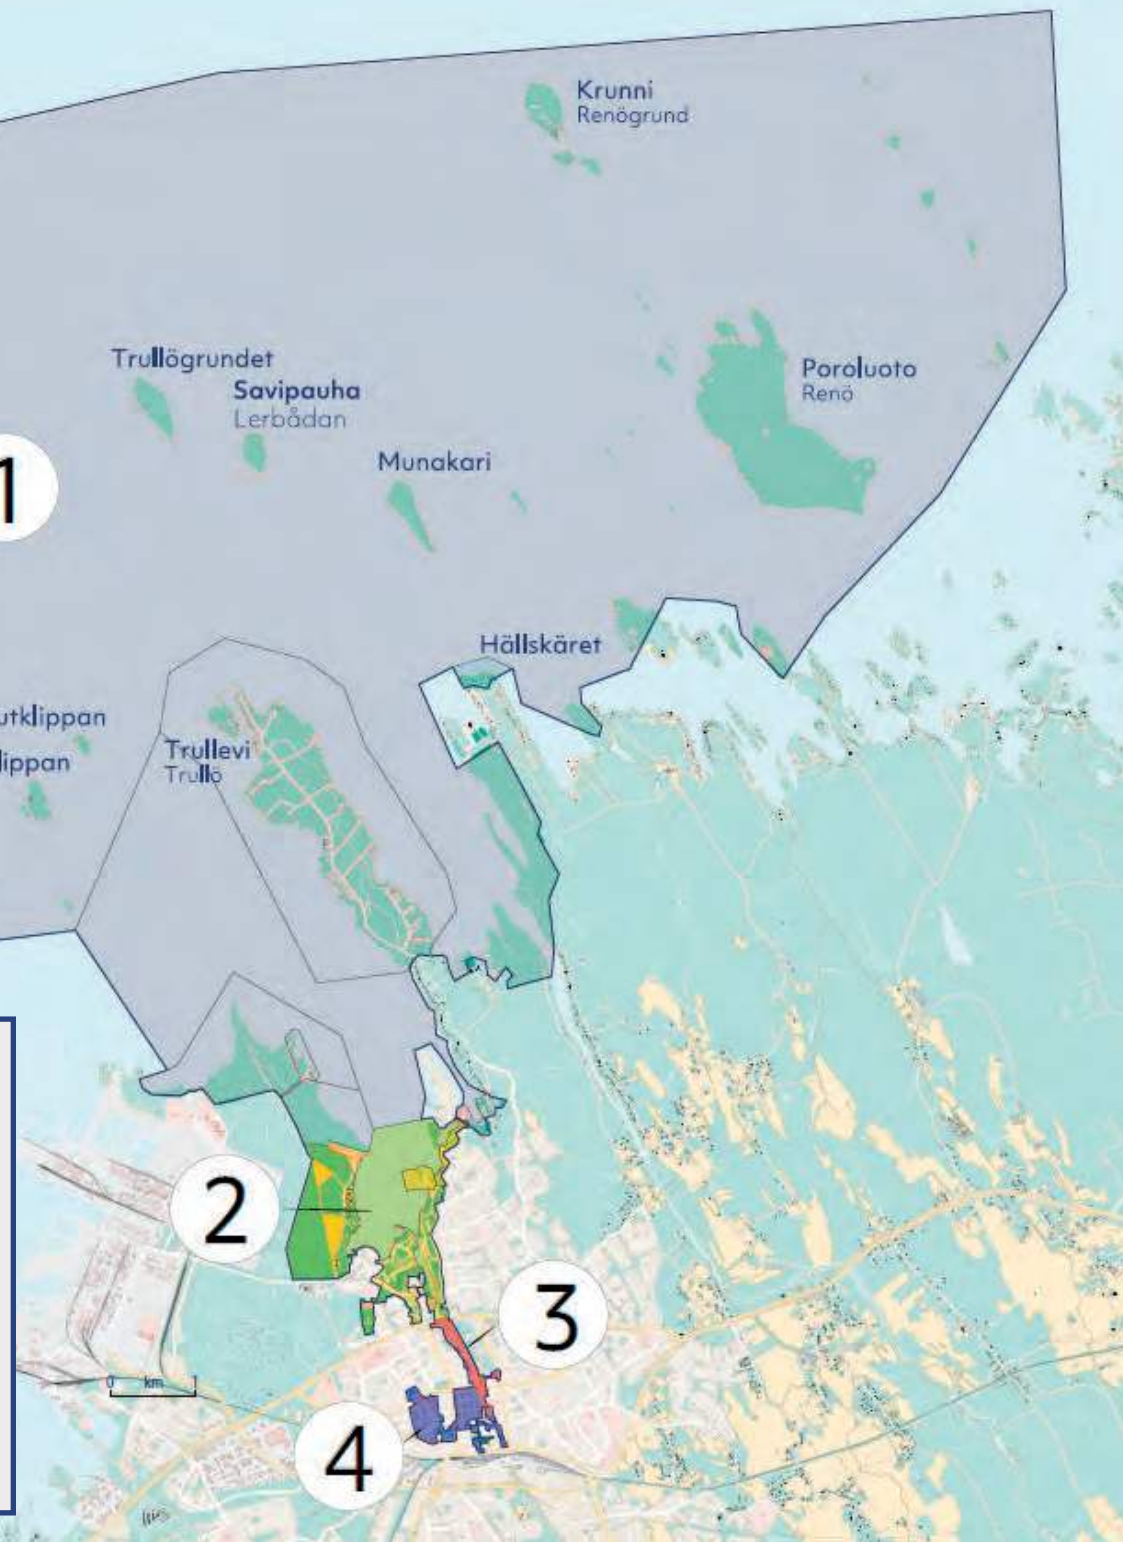 Krunni
Renögrund
Trullögrundet
Savipauha
Lerbådan
Poroluoto
Renö
Munakari
1
Hällskäret
utklippan
lippan
Trullevi
Trullö
2
3
0 km
4